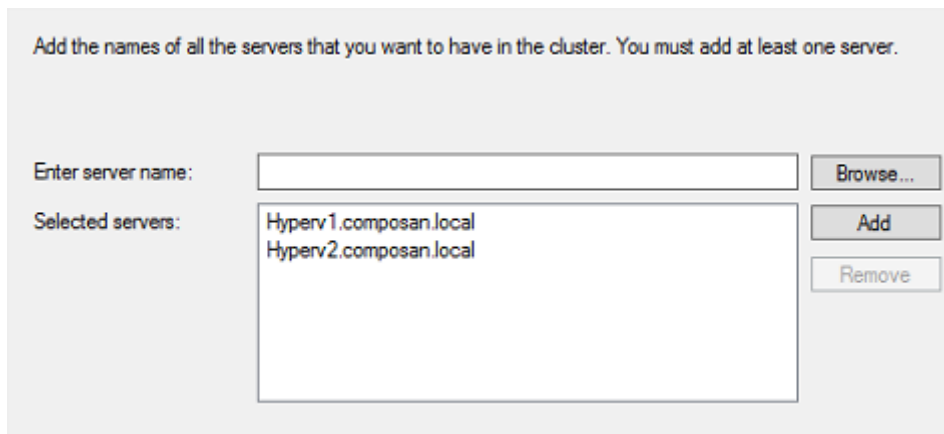 Add the names of all the servers that you want to have in the cluster. You must add at least one server.
Enter server name:
Browse...
Selected servers:
Hyperv1.composan.local
Hyperv2.composan.local
Add
Remove